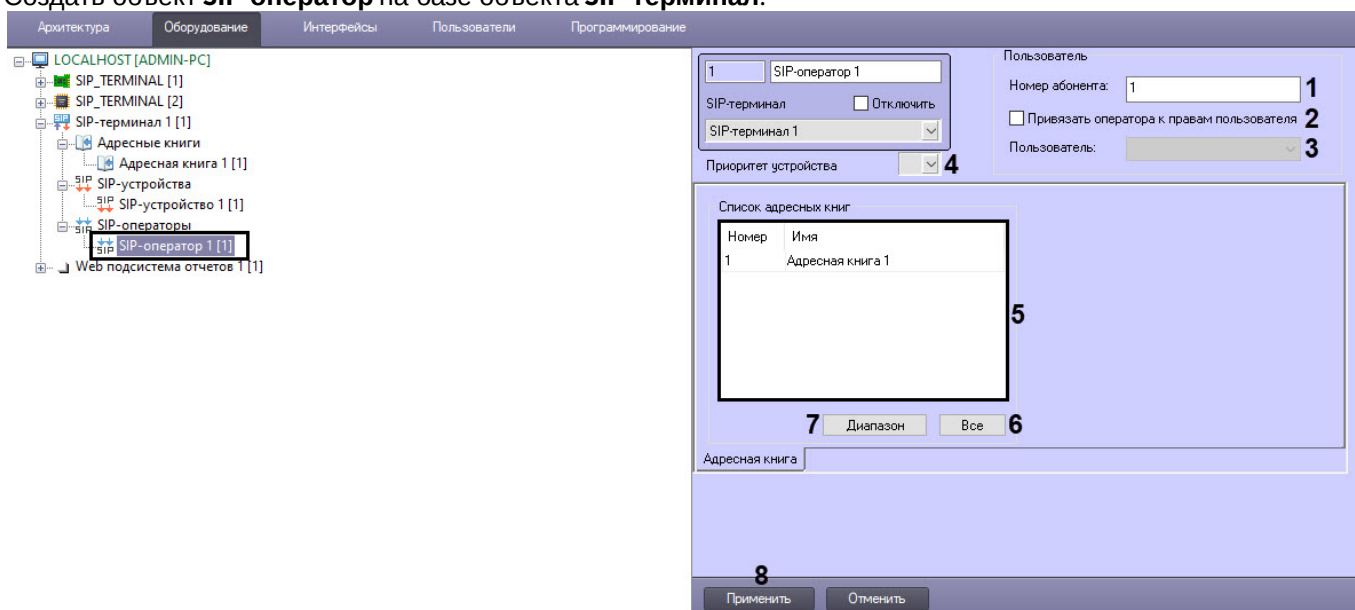 Создать объект SIP-оператор на базе объекта SIP-терминал.
Архитектура Оборудование Интерфейсы Пользователи Программирование
LOCALHOST [ADMIN-PC]
SIP_TERMINAL [1]
SIP_TERMINAL [2]
SIP-терминал 1 [1]
Адресные книги
Адресная книга 1 [1]
SIP-устройства
SIP-устройство 1 [1]
SIP-операторы
SIP-оператор 1 [1]
Web подсистема отчетов 1 [1]
1 SIP-оператор 1
SIP-терминал Отключить
SIP-терминал 1
Приоритет устройства 4
Пользователь
Номер абонента: 1 1
Привязать оператора к правам пользователя 2
Пользователь: 3
Список адресных книг
Номер Имя
1 Адресная книга 1
5
7 Диапазон Все 6
Адресная книга
8
Применить Отменить